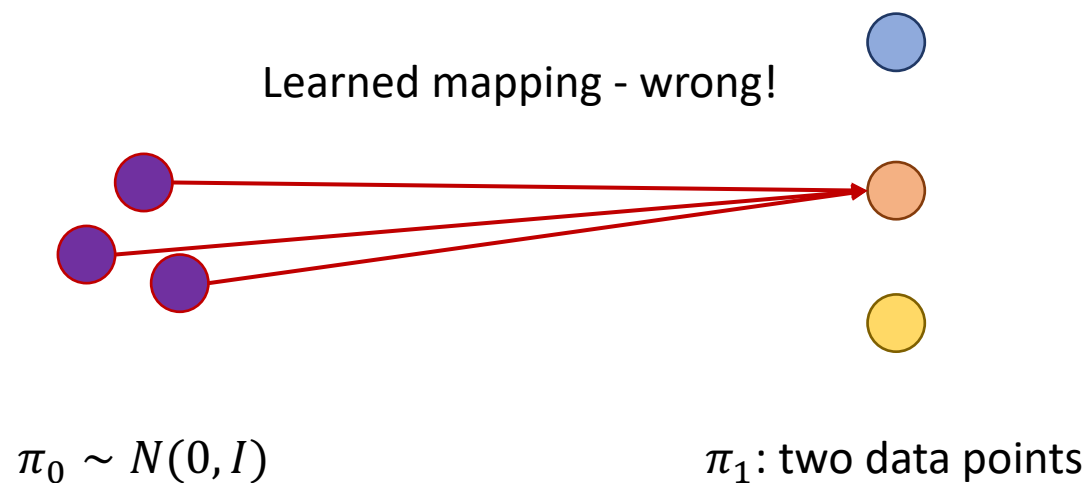 Learned mapping - wrong!
π₀ ~ N(0, I)
π₁: two data points